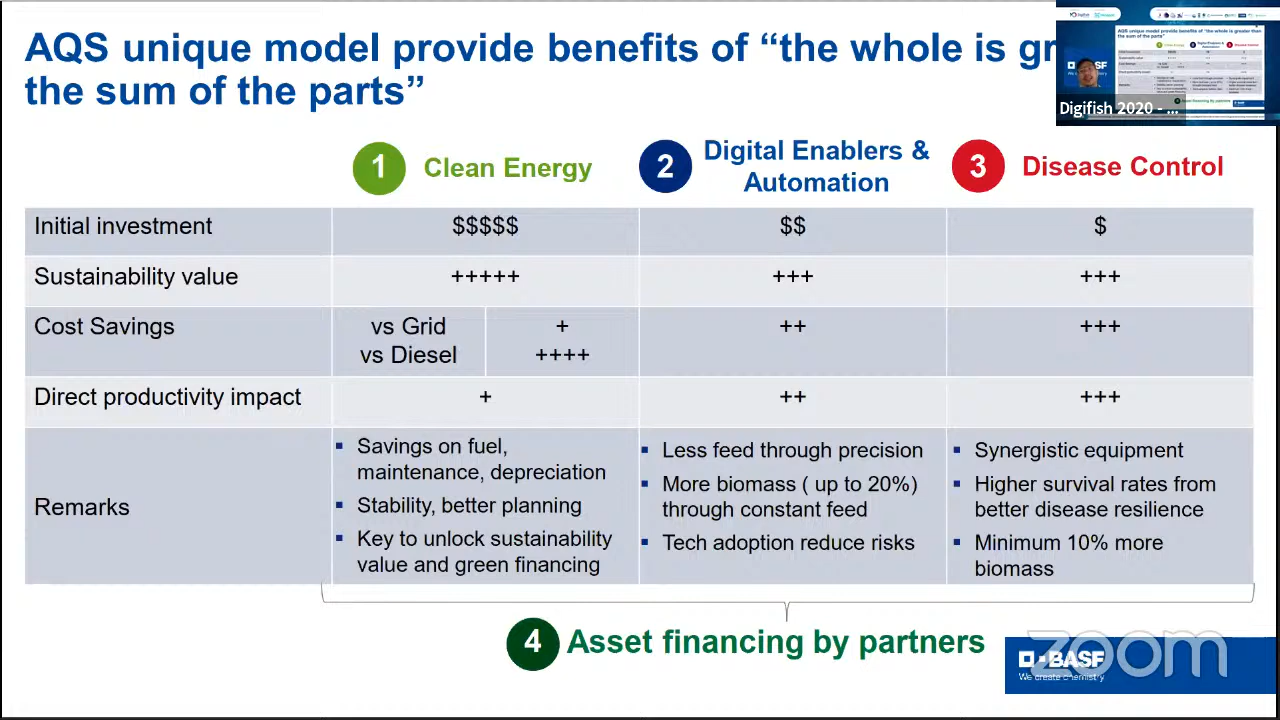 AQS unique model provide benefits of “the whole is gr
the sum of the parts”
Digifish 2020 - ...
1 Clean Energy
2 Digital Enablers &
Automation
3 Disease Control
Initial investment $$$$$ $$ $
Sustainability value +++++ +++ +++
Cost Savings vs Grid + ++ +++
vs Diesel ++++
Direct productivity impact + ++ +++
Remarks
▪ Savings on fuel,
maintenance, depreciation
▪ Stability, better planning
▪ Key to unlock sustainability
value and green financing
▪ Less feed through precision
▪ More biomass ( up to 20%)
through constant feed
▪ Tech adoption reduce risks
▪ Synergistic equipment
▪ Higher survival rates from
better disease resilience
▪ Minimum 10% more
biomass
4 Asset financing by partners
BASF
We create chemistry
zoom